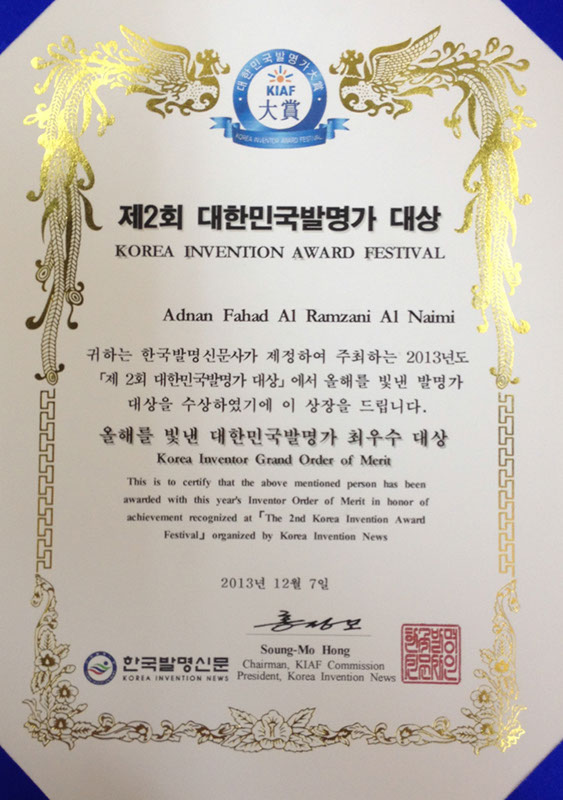 대한민국발명가대상
KIAF
大賞
KOREA INVENTOR AWARD FESTIVAL
제2회 대한민국발명가 대상
KOREA INVENTION AWARD FESTIVAL
Adnan Fahad Al Ramzani Al Naimi
귀하는 한국발명신문사가 제정하여 주최하는 2013년도
「제 2회 대한민국발명가 대상」에서 올해를 빛낸 발명가
대상을 수상하였기에 이 상장을 드립니다.
올해를 빛낸 대한민국발명가 최우수 대상
Korea Inventor Grand Order of Merit
This is to certify that the above mentioned person has been
awarded with this year's Inventor Order of Merit in honor of
achievement recognized at「The 2nd Korea Invention Award
Festival」organized by Korea Invention News
2013년 12월 7일
Soung-Mo Hong
Chairman, KIAF Commission
President, Korea Invention News
한국발명신문
KOREA INVENTION NEWS